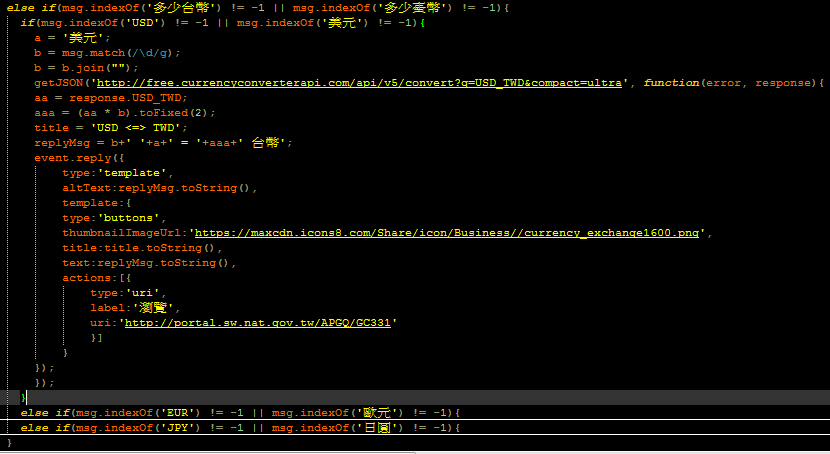 else if(msg.indexOf('多少台幣') != -1 || msg.indexOf('多少臺幣') != -1){
if(msg.indexOf('USD') != -1 || msg.indexOf('美元') != -1){
a = '美元';
b = msg.match(/\d/g);
b = b.join("");
getJSON('http://free.currencyconverterapi.com/api/v5/convert?q=USD_TWD&compact=ultra', function(error, response){
aa = response.USD_TWD;
aaa = (aa * b).toFixed(2);
title = 'USD <=> TWD';
replyMsg = b+' '+a+' = '+aaa+' 台幣';
event.reply({
type:'template',
altText:replyMsg.toString(),
template:{
type:'buttons',
thumbnailImageUrl:'https://maxcdn.icons8.com/Share/icon/Business//currency_exchange1600.png',
title:title.toString(),
text:replyMsg.toString(),
actions:[{
type:'uri',
label:'瀏覽',
uri:'http://portal.sw.nat.gov.tw/APGQ/GC331'
}]
}
});
});
}
else if(msg.indexOf('EUR') != -1 || msg.indexOf('歐元') != -1){
else if(msg.indexOf('JPY') != -1 || msg.indexOf('日圓') != -1){
}